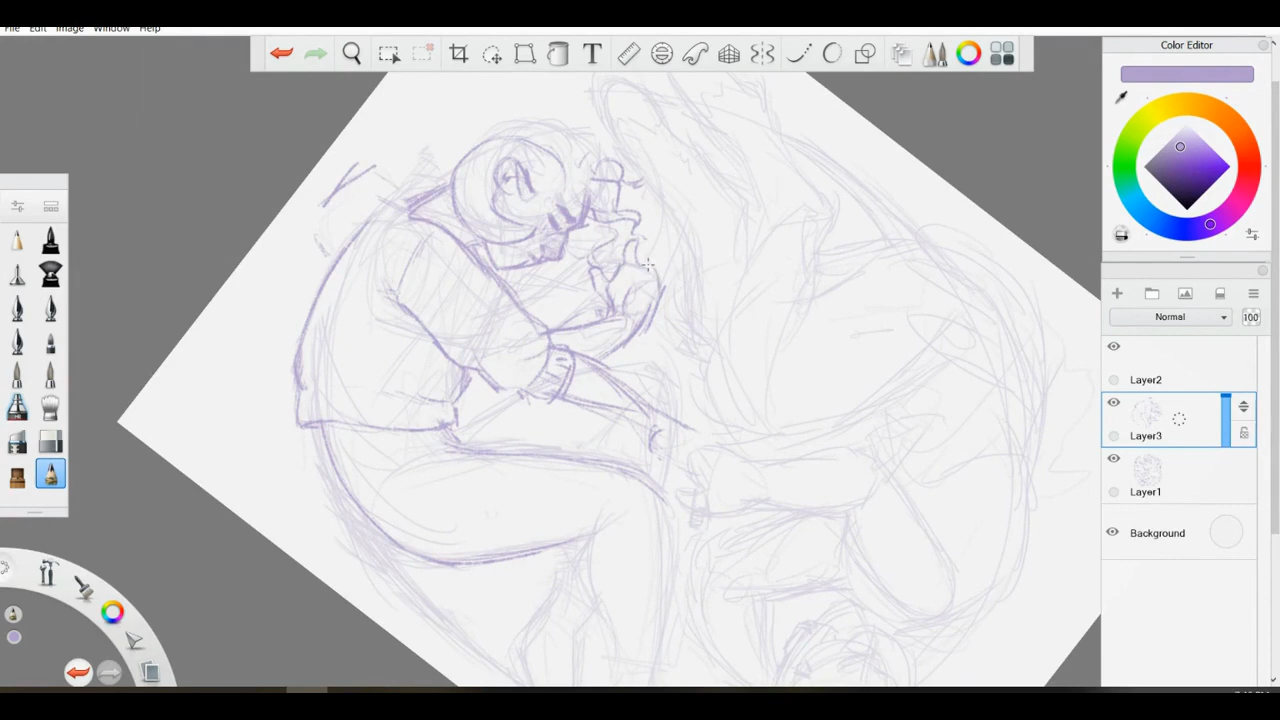 File Edit Image Window Help
T
Color Editor
Normal 100
Layer2
Layer3
Layer1
Background